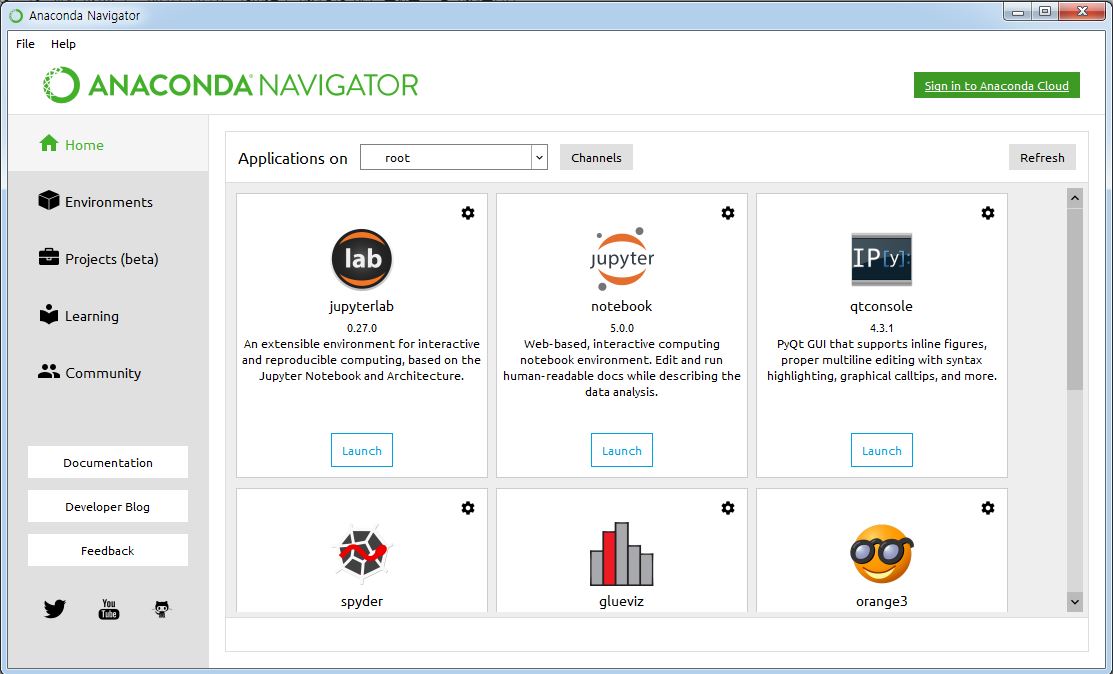 Anaconda Navigator
File Help
ANACONDA NAVIGATOR
Sign in to Anaconda Cloud
Home
Environments
Projects (beta)
Learning
Community
Documentation
Developer Blog
Feedback
You
Tube
Applications on root Channels Refresh
lab
jupyterlab
0.27.0
An extensible environment for interactive
and reproducible computing, based on the
Jupyter Notebook and Architecture.
Launch
jupyter
notebook
5.0.0
Web-based, interactive computing
notebook environment. Edit and run
human-readable docs while describing the
data analysis.
Launch
IP[y]:
qtconsole
4.3.1
PyQt GUI that supports inline figures,
proper multiline editing with syntax
highlighting, graphical calltips, and more.
Launch
spyder
glueviz
orange3